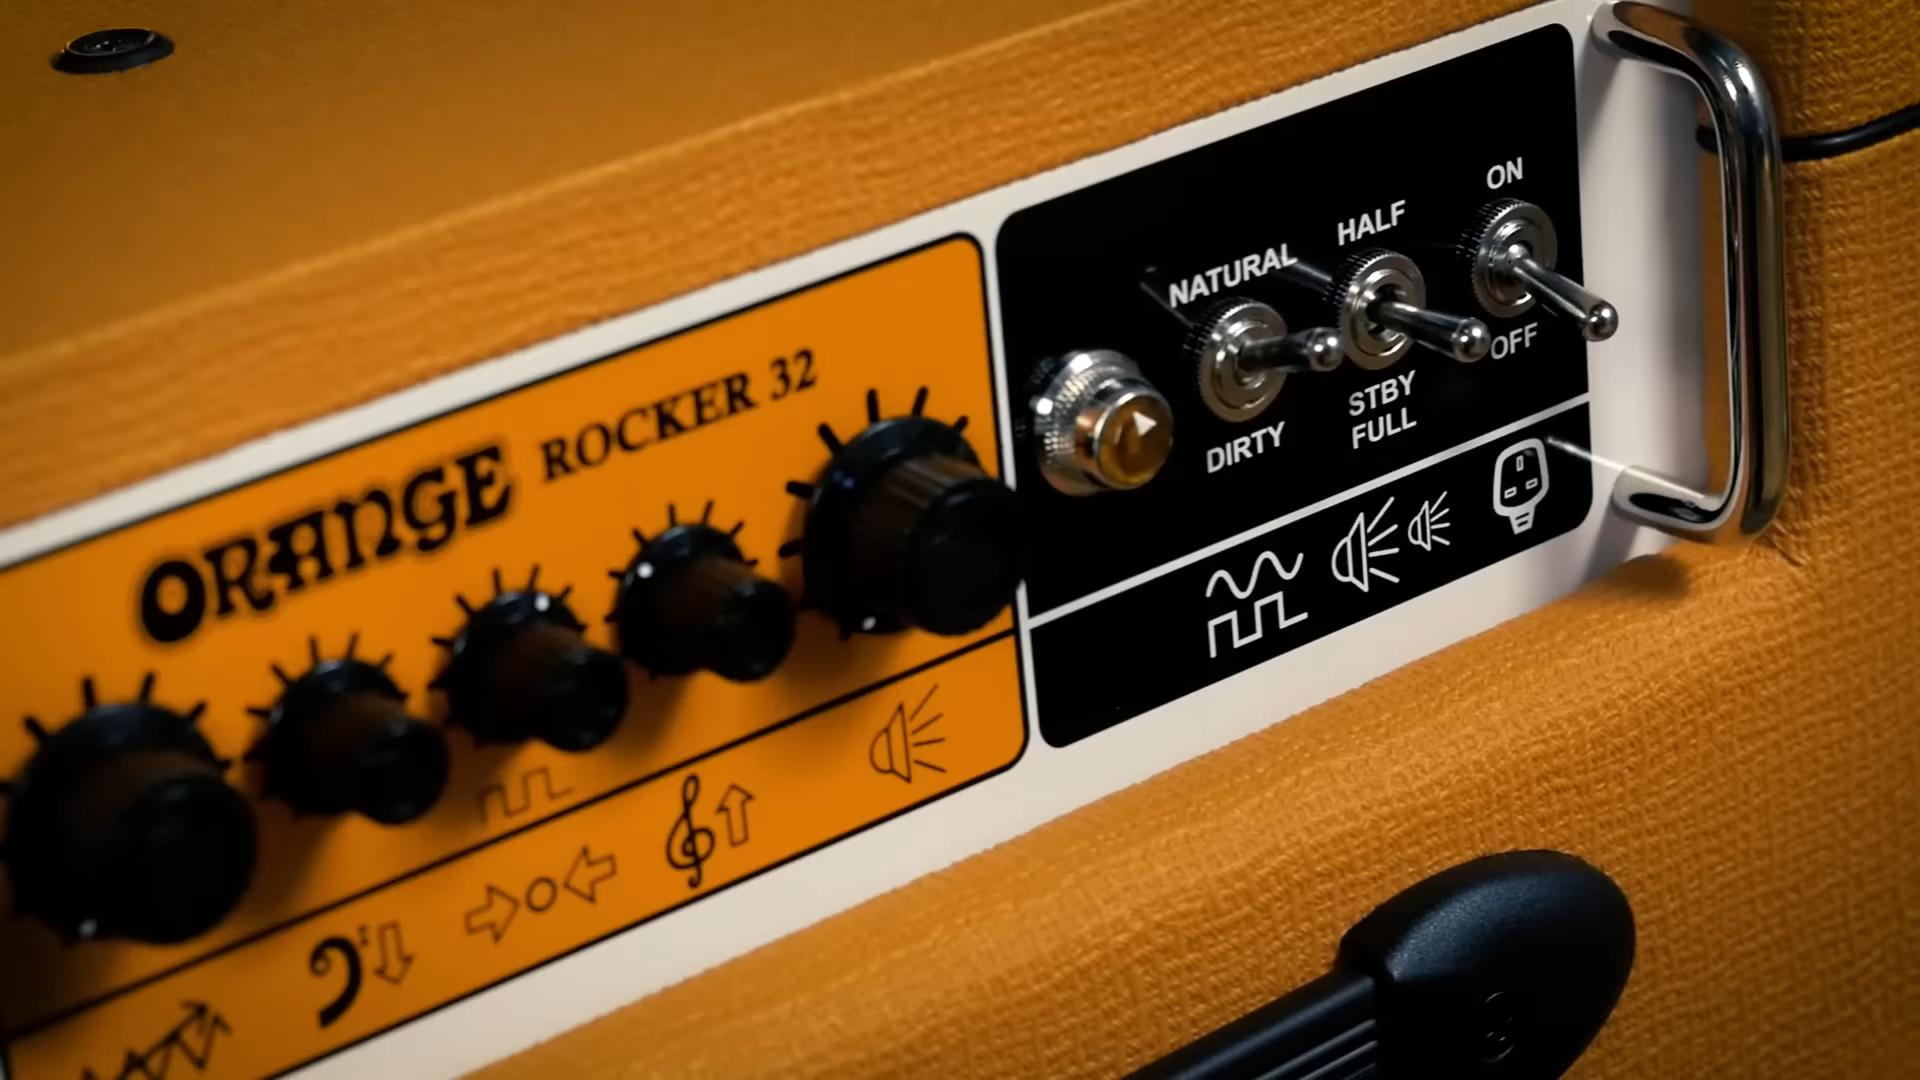 ORANGE ROCKER 32
NATURAL
DIRTY
HALF
STBY
FULL
ON
OFF